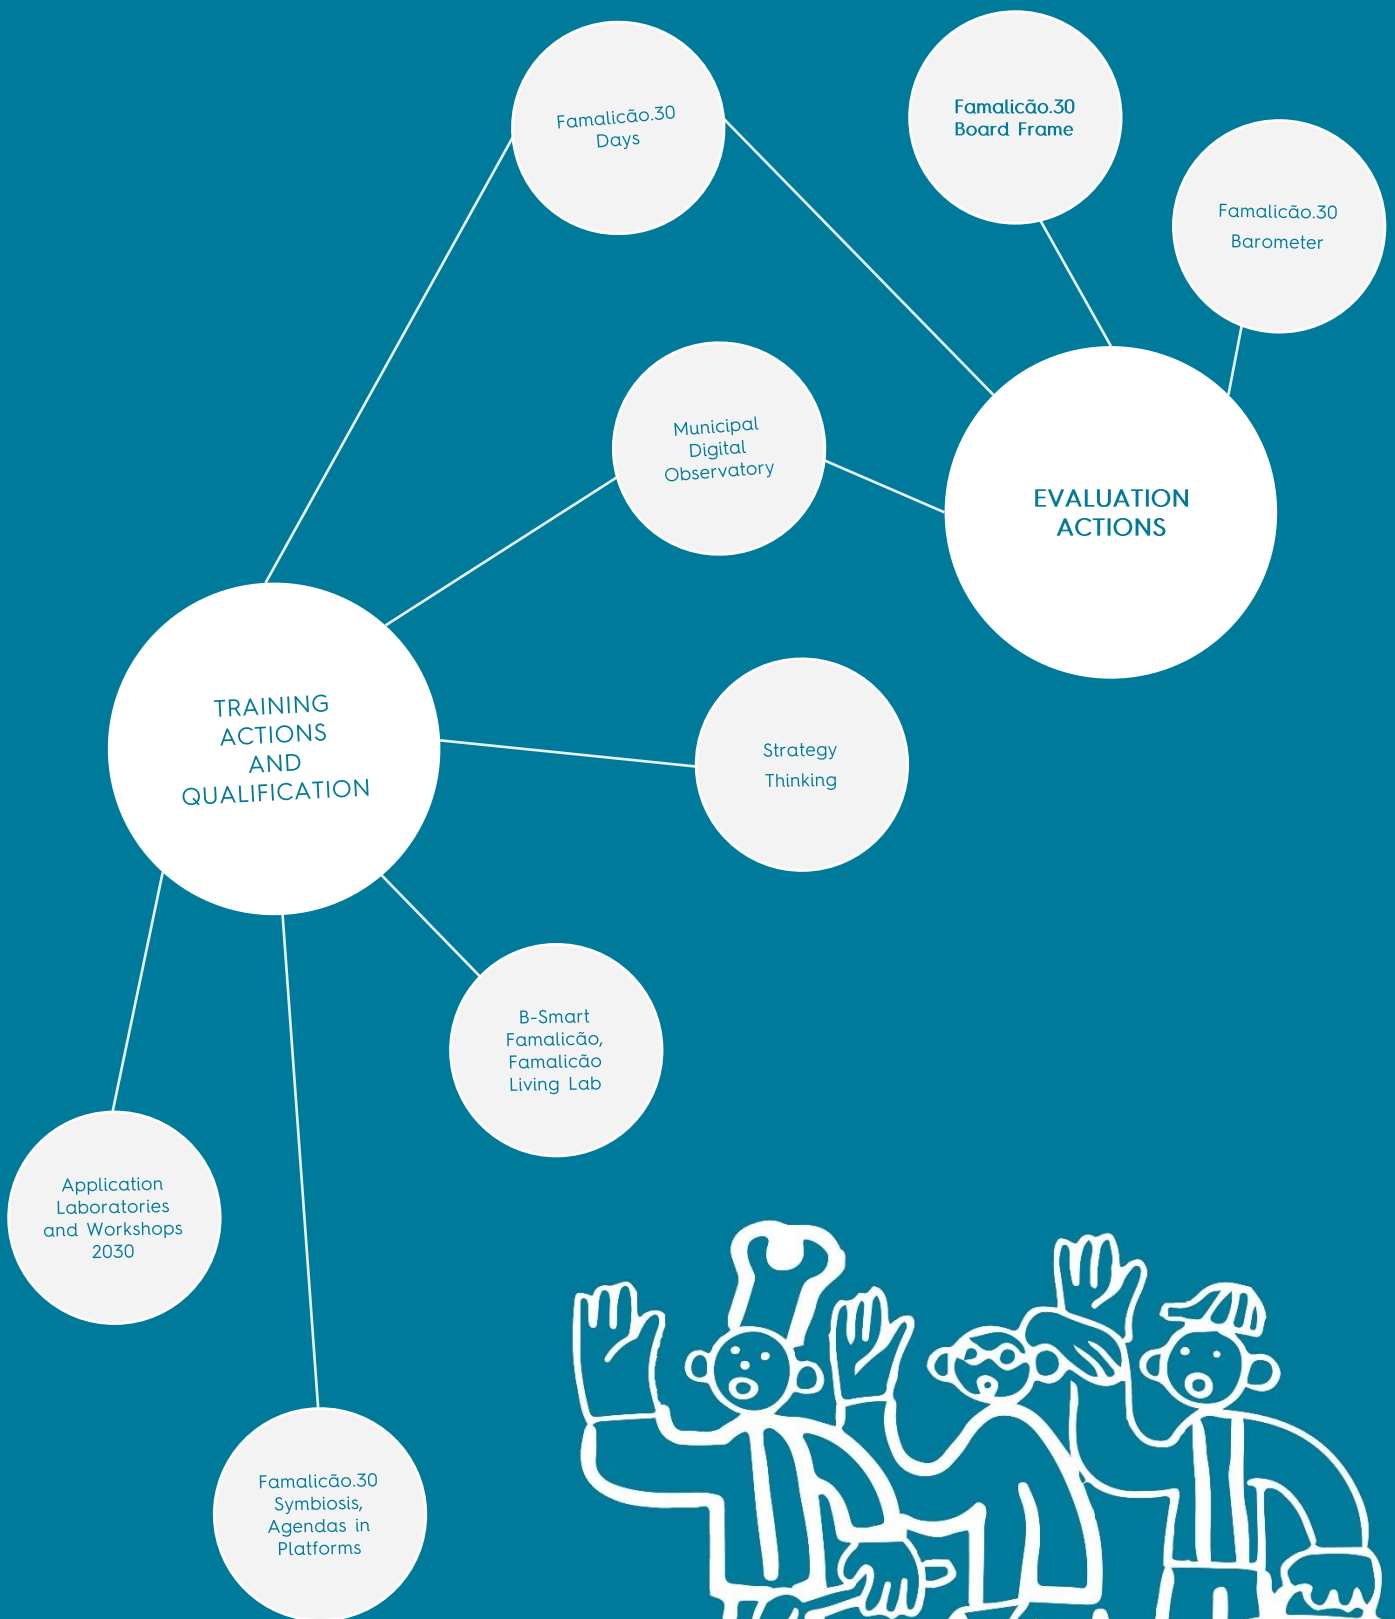 Famalicão.30
Days
Famalicão.30
Board Frame
Famalicão.30
Barometer
Municipal
Digital
Observatory
EVALUATION
ACTIONS
TRAINING
ACTIONS
AND
QUALIFICATION
Strategy
Thinking
B-Smart
Famalicão,
Famalicão
Living Lab
Application
Laboratories
and Workshops
2030
Famalicão.30
Symbiosis,
Agendas in
Platforms